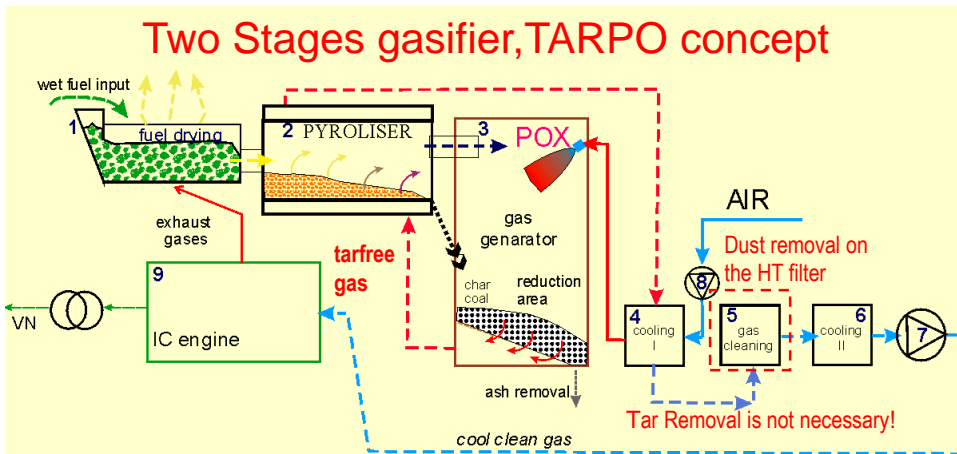 Two Stages gasifier,TARPO concept
wet fuel input
1
fuel drying
2
PYROLISER
3
POX
exhaust
gases
gas
genarator
tarfree
gas
char
coal
reduction
area
AIR
Dust removal on
the HT filter
8
9
IC engine
VN
4
cooling
I
5
gas
cleaning
6
cooling
II
7
ash removal
Tar Removal is not necessary!
cool clean gas